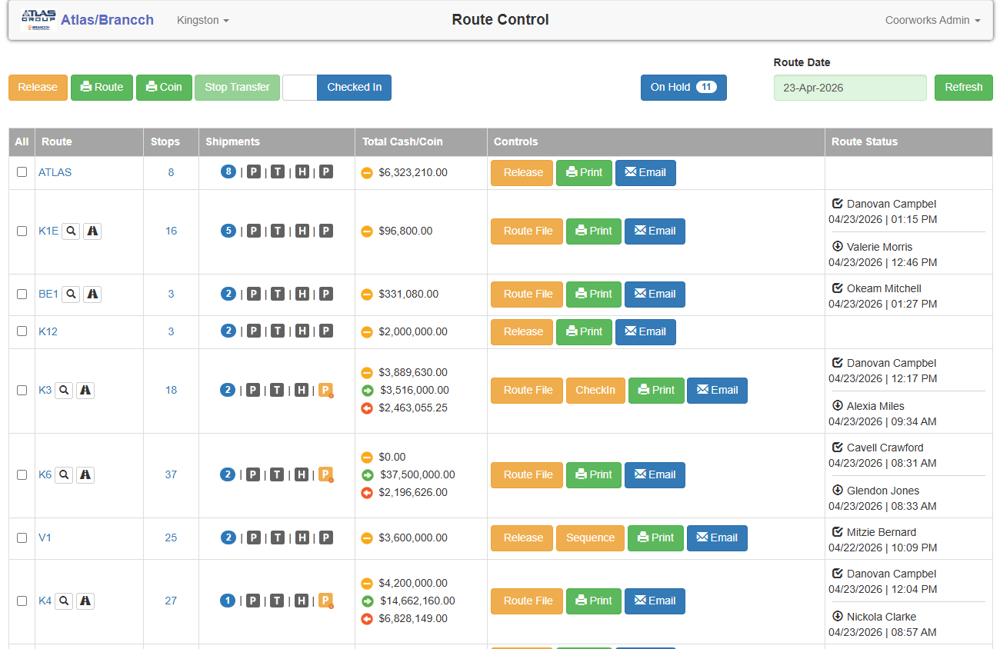 ATLAS
GROUP
BRANCCH
Atlas/Brancch Kingston Route Control Coorworks Admin
Route Date
Release Route Coin Stop Transfer Checked In On Hold 11 23-Apr-2026 Refresh
All Route Stops Shipments Total Cash/Coin Controls Route Status
ATLAS 8 8 | P | T | H | P $6,323,210.00 Release Print Email
K1E 16 5 | P | T | H | P $96,800.00 Route File Print Email
Danovan Campbel
04/23/2026 | 01:15 PM
Valerie Morris
04/23/2026 | 12:46 PM
BE1 3 2 | P | T | H | P $331,080.00 Route File Print Email
Okeam Mitchell
04/23/2026 | 01:27 PM
K12 3 2 | P | T | H | P $2,000,000.00 Release Print Email
K3 18 2 | P | T | H | P
$3,889,630.00
$3,516,000.00
$2,463,055.25
Route File CheckIn Print Email
Danovan Campbel
04/23/2026 | 12:17 PM
Alexia Miles
04/23/2026 | 09:34 AM
K6 37 2 | P | T | H | P
$0.00
$37,500,000.00
$2,196,626.00
Route File Print Email
Cavell Crawford
04/23/2026 | 08:31 AM
Glendon Jones
04/23/2026 | 08:33 AM
V1 25 2 | P | T | H | P $3,600,000.00 Release Sequence Print Email
Mitzie Bernard
04/22/2026 | 10:09 PM
K4 27 1 | P | T | H | P
$4,200,000.00
$14,662,160.00
$6,828,149.00
Route File Print Email
Danovan Campbel
04/23/2026 | 12:04 PM
Nickola Clarke
04/23/2026 | 08:57 AM